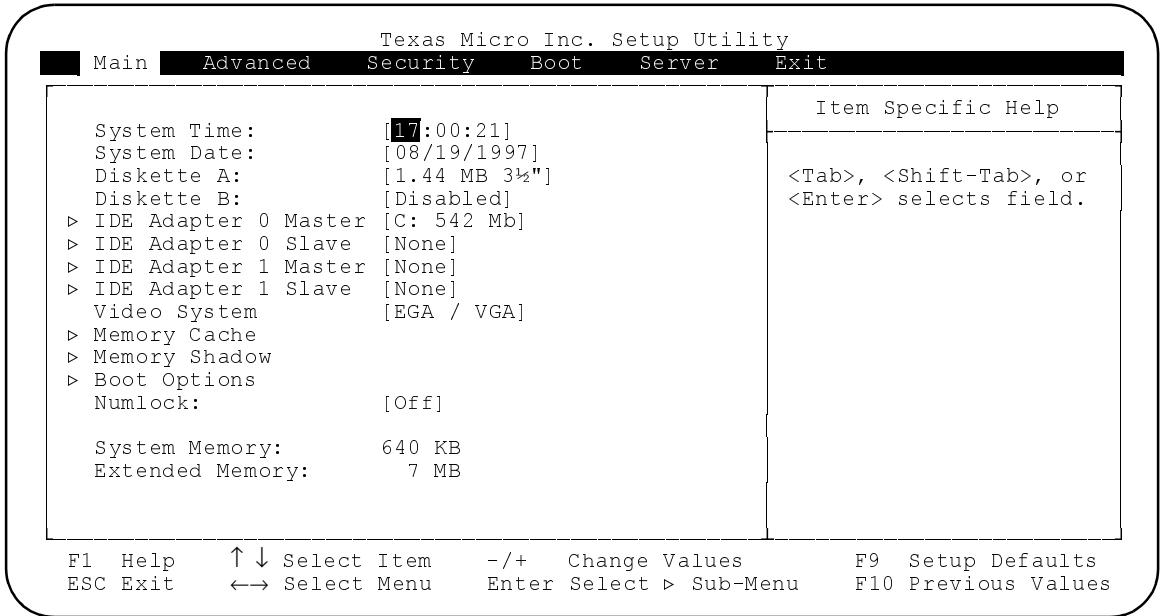 Texas Micro Inc. Setup Utility
Main Advanced Security Boot Server Exit
System Time: [17:00:21]
System Date: [08/19/1997]
Diskette A: [1.44 MB 3½"]
Diskette B: [Disabled]
▹ IDE Adapter 0 Master [C: 542 Mb]
▹ IDE Adapter 0 Slave [None]
▹ IDE Adapter 1 Master [None]
▹ IDE Adapter 1 Slave [None]
Video System [EGA / VGA]
▹ Memory Cache
▹ Memory Shadow
▹ Boot Options
Numlock: [Off]
System Memory: 640 KB
Extended Memory: 7 MB
Item Specific Help
<Tab>, <Shift-Tab>, or
<Enter> selects field.
F1 Help ↑↓ Select Item -/+ Change Values F9 Setup Defaults
ESC Exit ←→ Select Menu Enter Select ▹ Sub-Menu F10 Previous Values